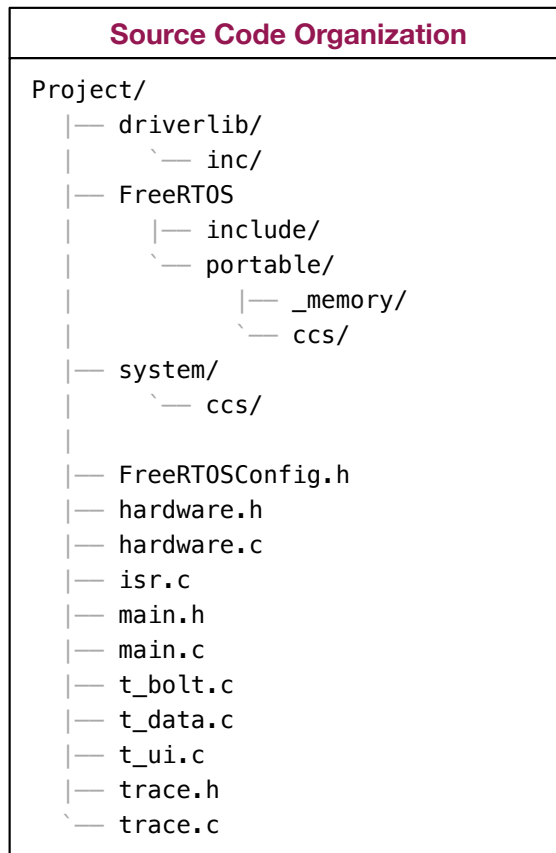 Source Code Organization
Project/
|── driverlib/
|   `── inc/
|── FreeRTOS
|   |── include/
|   `── portable/
|       |── _memory/
|       `── ccs/
|── system/
|   `── ccs/
|
|── FreeRTOSConfig.h
|── hardware.h
|── hardware.c
|── isr.c
|── main.h
|── main.c
|── t_bolt.c
|── t_data.c
|── t_ui.c
|── trace.h
`── trace.c